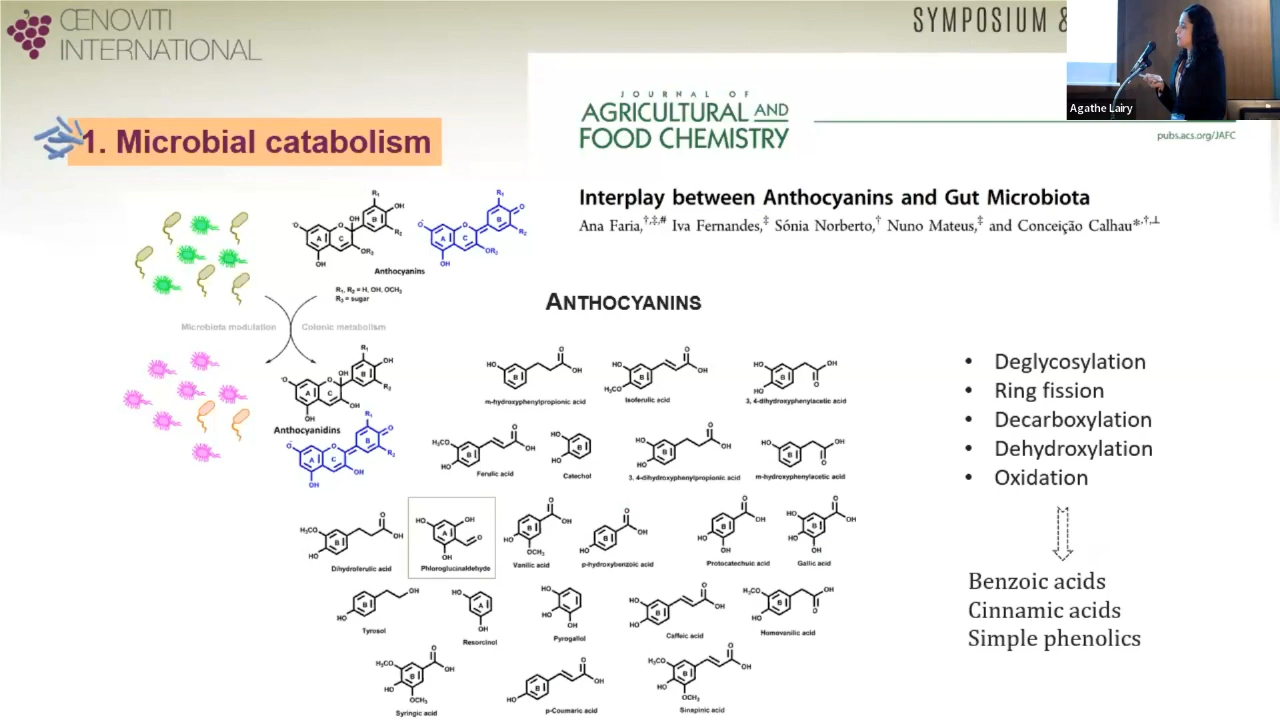 ŒNOVITI
INTERNATIONAL
SYMPOSIUM &
Agathe Lairy
JOURNAL OF
AGRICULTURAL AND
FOOD CHEMISTRY
pubs.acs.org/JAFC
1. Microbial catabolism
Interplay between Anthocyanins and Gut Microbiota
Ana Faria,†,‡,# Iva Fernandes,‡ Sónia Norberto,† Nuno Mateus,‡ and Conceição Calhau*,†,⊥
Anthocyanins
R₁, R₂ = H, OH, OCH₃
R₃ = sugar
Microbiota modulation
Colonic metabolism
Anthocyanidins
ANTHOCYANINS
m-hydroxyphenylpropionic acid
Isoferulic acid
3, 4-dihydroxyphenylacetic acid
Ferulic acid
Catechol
3, 4-dihydroxyphenylpropionic acid
m-hydroxyphenylacetic acid
Dihydroferulic acid
Phloroglucinaldehyde
Vanilic acid
p-hydroxybenzoic acid
Protocatechuic acid
Gallic acid
Tyrosol
Resorcinol
Pyrogallol
Caffeic acid
Homovenilic acid
Syringic acid
p-Coumaric acid
Sinapinic acid
• Deglycosylation
• Ring fission
• Decarboxylation
• Dehydroxylation
• Oxidation
Benzoic acids
Cinnamic acids
Simple phenolics